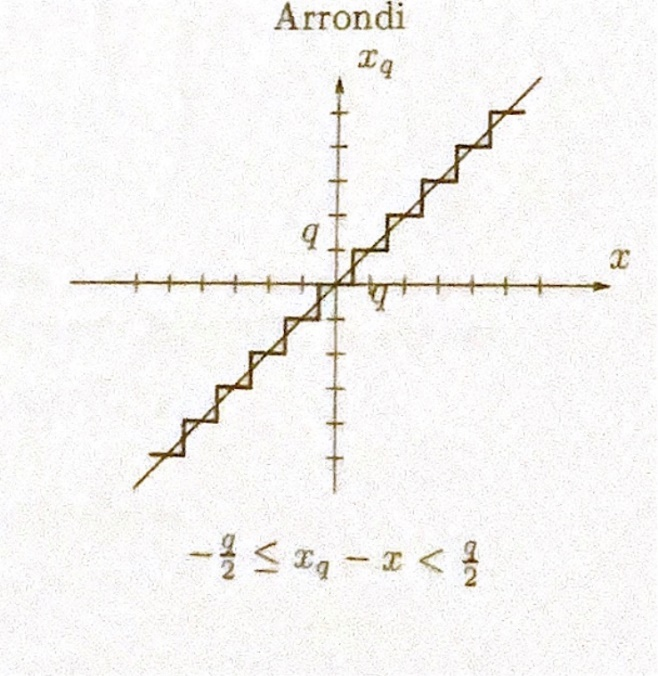 Arrondi
x_q
q
x
q
-q/2 ≤ x_q - x < q/2